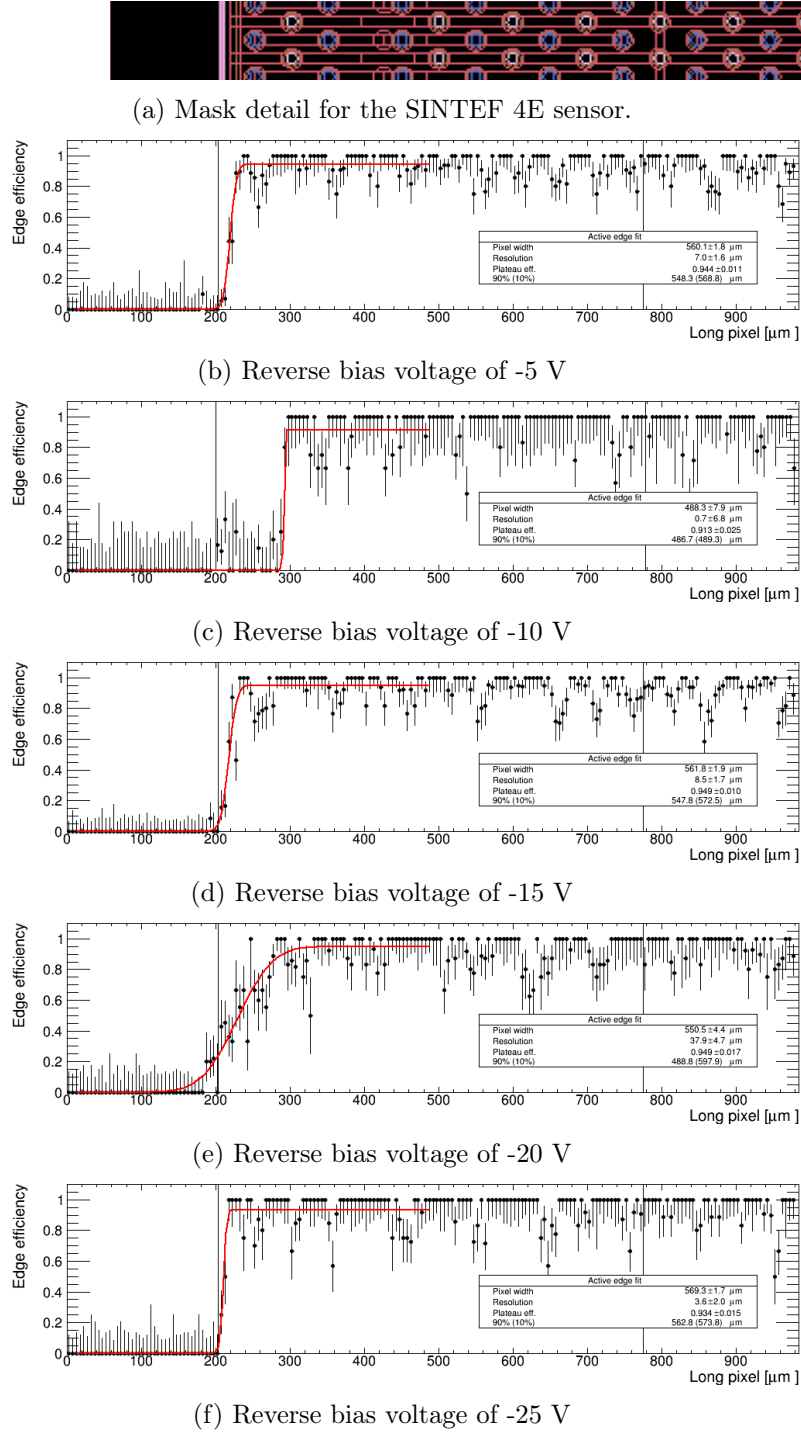 (a) Mask detail for the SINTEF 4E sensor.
Edge efficiency
1
0.8
0.6
0.4
0.2
0
Active edge fit
Pixel width 560.1±1.8 μm
Resolution 7.0±1.6 μm
Plateau eff. 0.944±0.011
90% (10%) 548.3 (568.8) μm
0 100 200 300 400 500 600 700 800 900
Long pixel [μm]
(b) Reverse bias voltage of -5 V
Edge efficiency
1
0.8
0.6
0.4
0.2
0
Active edge fit
Pixel width 488.3±7.9 μm
Resolution 0.7±6.8 μm
Plateau eff. 0.913±0.025
90% (10%) 486.7 (489.3) μm
0 100 200 300 400 500 600 700 800 900
Long pixel [μm]
(c) Reverse bias voltage of -10 V
Edge efficiency
1
0.8
0.6
0.4
0.2
0
Active edge fit
Pixel width 561.8±1.9 μm
Resolution 8.5±1.7 μm
Plateau eff. 0.949±0.010
90% (10%) 547.8 (572.5) μm
0 100 200 300 400 500 600 700 800 900
Long pixel [μm]
(d) Reverse bias voltage of -15 V
Edge efficiency
1
0.8
0.6
0.4
0.2
0
Active edge fit
Pixel width 550.5±4.4 μm
Resolution 37.9±4.7 μm
Plateau eff. 0.949±0.017
90% (10%) 488.8 (597.9) μm
0 100 200 300 400 500 600 700 800 900
Long pixel [μm]
(e) Reverse bias voltage of -20 V
Edge efficiency
1
0.8
0.6
0.4
0.2
0
Active edge fit
Pixel width 569.3±1.7 μm
Resolution 3.6±2.0 μm
Plateau eff. 0.934±0.015
90% (10%) 562.8 (573.8) μm
0 100 200 300 400 500 600 700 800 900
Long pixel [μm]
(f) Reverse bias voltage of -25 V